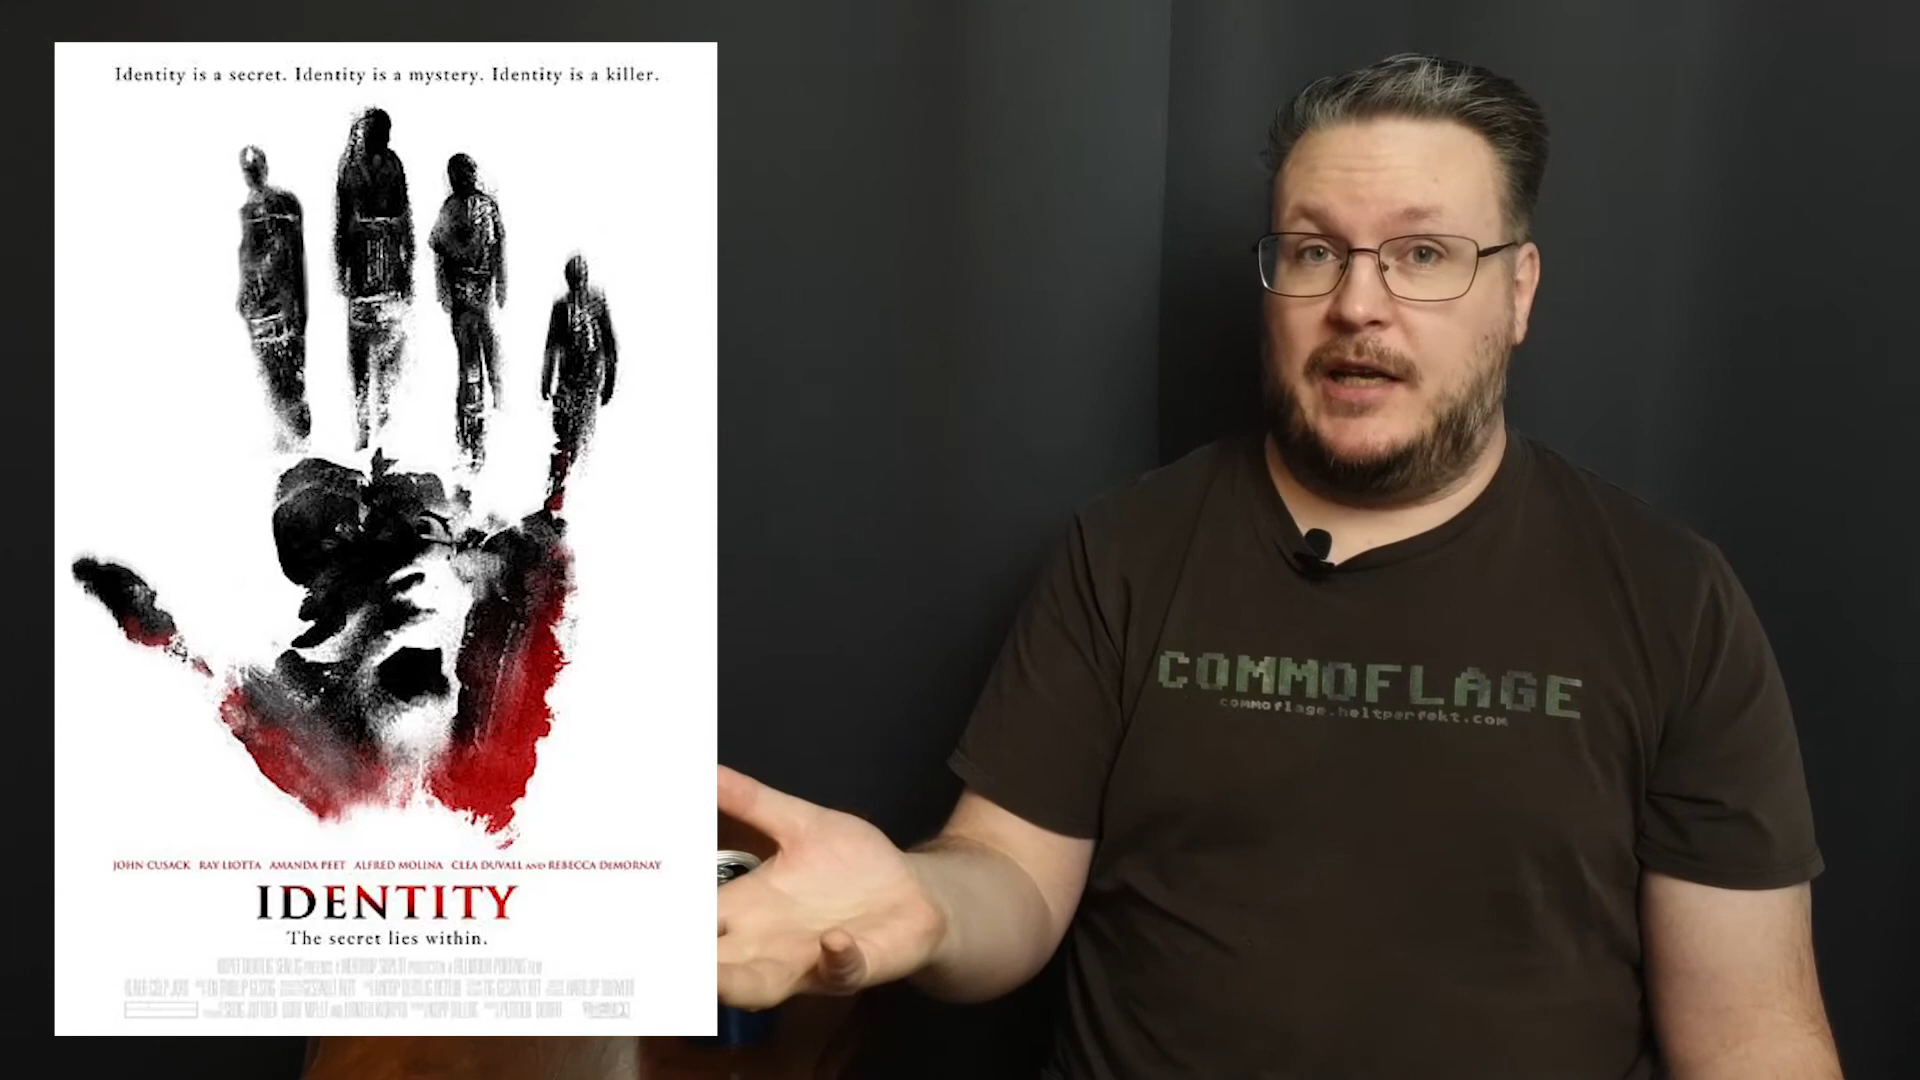 Identity is a secret. Identity is a mystery. Identity is a killer.
JOHN CUSACK RAY LIOTTA AMANDA PEET ALFRED MOLINA CLEA DUVALL AND REBECCA DEMORNAY
IDENTITY
The secret lies within.
COMMOFLAGE
commoflage.heltperfekt.com